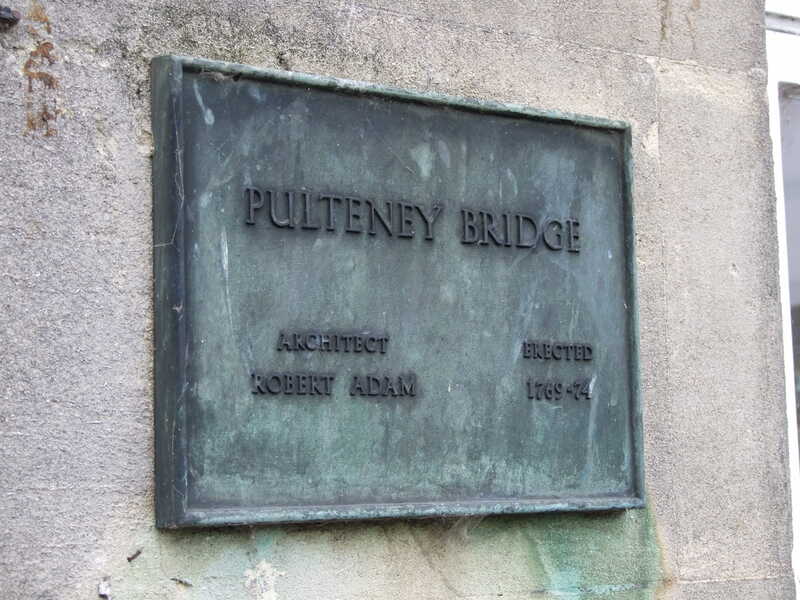 PULTENEY BRIDGE
ARCHITECT
ROBERT ADAM
ERECTED
1769-74